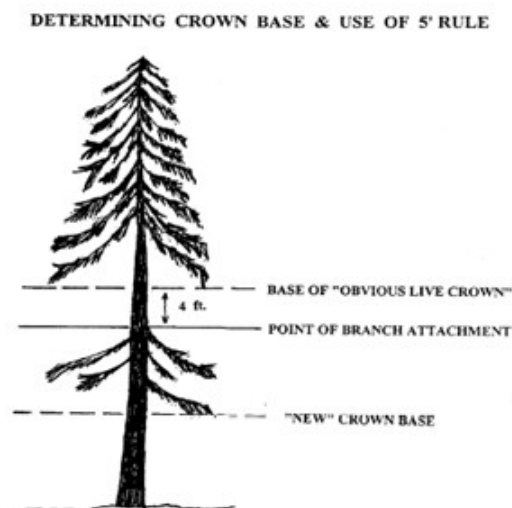 DETERMINING CROWN BASE & USE OF 5' RULE
BASE OF "OBVIOUS LIVE CROWN"
4 ft.
POINT OF BRANCH ATTACHMENT
"NEW" CROWN BASE